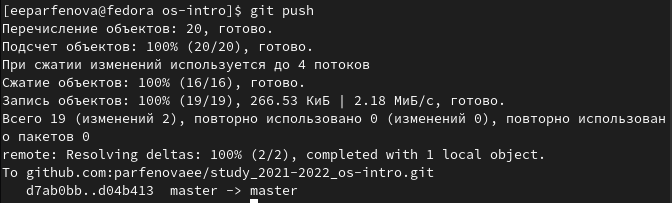 [eeparfenova@fedora os-intro]$ git push
Перечисление объектов: 20, готово.
Подсчет объектов: 100% (20/20), готово.
При сжатии изменений используется до 4 потоков
Сжатие объектов: 100% (16/16), готово.
Запись объектов: 100% (19/19), 266.53 КиБ | 2.18 МиБ/с, готово.
Всего 19 (изменений 2), повторно использовано 0 (изменений 0), повторно использован
о пакетов 0
remote: Resolving deltas: 100% (2/2), completed with 1 local object.
To github.com:parfenovaee/study_2021-2022_os-intro.git
   d7ab0bb..d04b413  master -> master